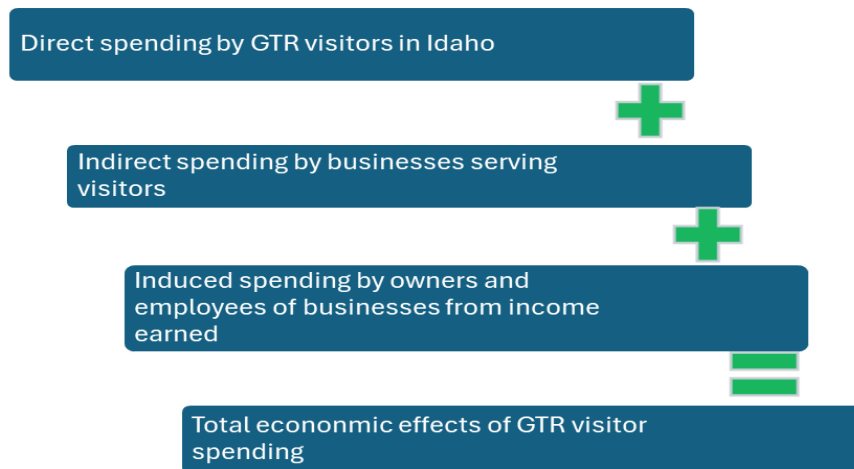 Direct spending by GTR visitors in Idaho
Indirect spending by businesses serving
visitors
Induced spending by owners and
employees of businesses from income
earned
Total econonmic effects of GTR visitor
spending